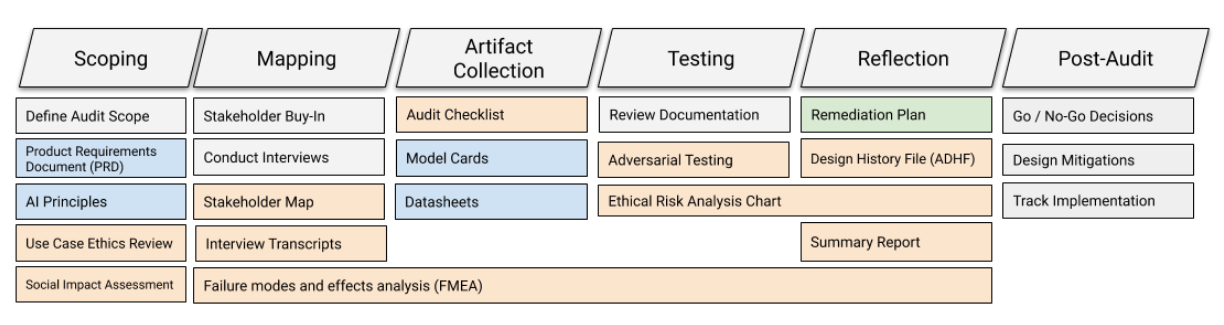 Scoping
Mapping
Artifact
Collection
Testing
Reflection
Post-Audit
Define Audit Scope
Stakeholder Buy-In
Audit Checklist
Review Documentation
Remediation Plan
Go / No-Go Decisions
Product Requirements
Document (PRD)
Conduct Interviews
Model Cards
Adversarial Testing
Design History File (ADHF)
Design Mitigations
AI Principles
Stakeholder Map
Datasheets
Ethical Risk Analysis Chart
Track Implementation
Use Case Ethics Review
Interview Transcripts
Summary Report
Social Impact Assessment
Failure modes and effects analysis (FMEA)